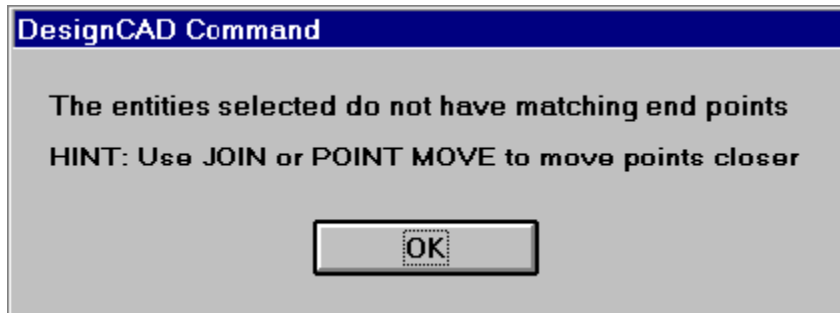 DesignCAD Command
The entities selected do not have matching end points
HINT: Use JOIN or POINT MOVE to move points closer
OK